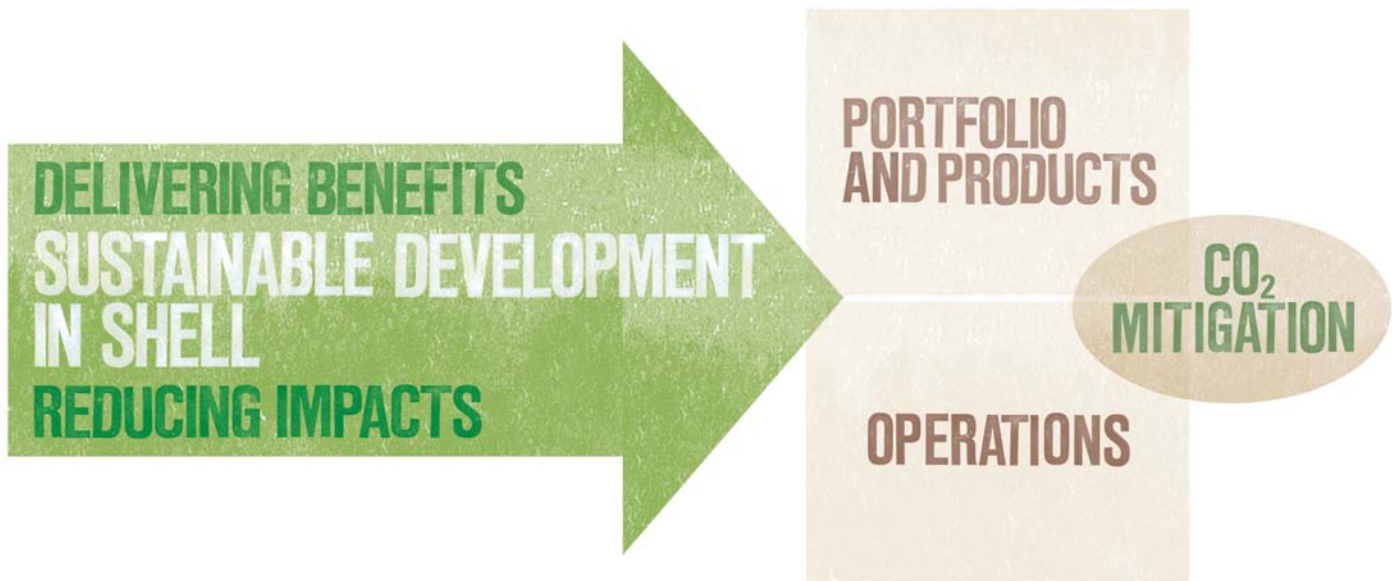 DELIVERING BENEFITS
SUSTAINABLE DEVELOPMENT
IN SHELL
REDUCING IMPACTS
PORTFOLIO
AND PRODUCTS
OPERATIONS
CO₂
MITIGATION